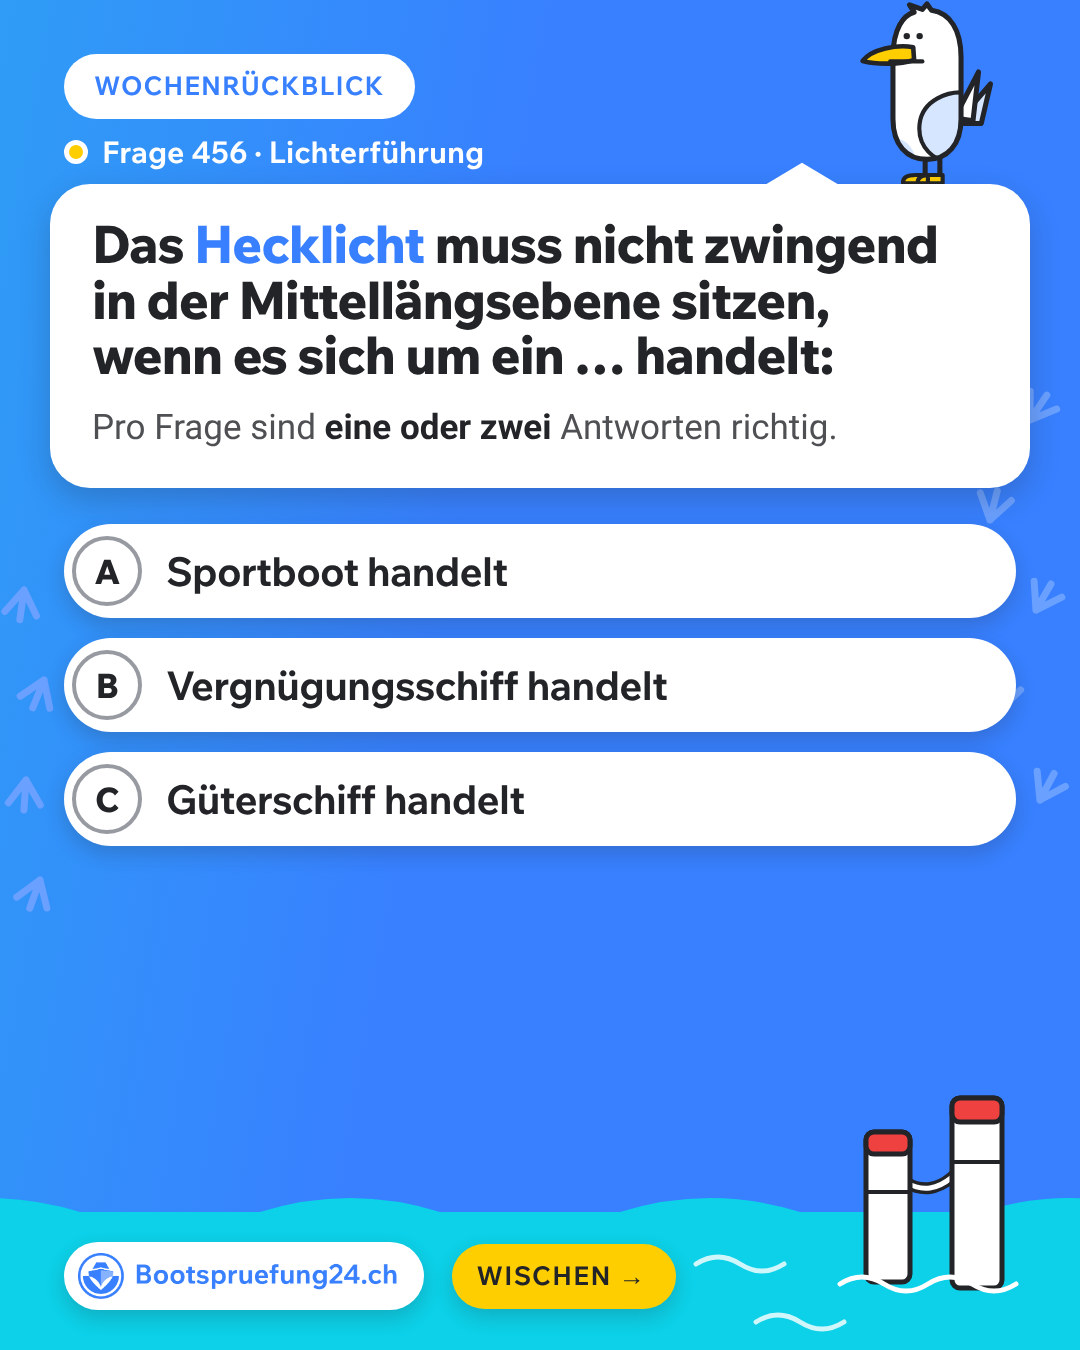 WOCHENRÜCKBLICK
Frage 456 · Lichterführung
Das Hecklicht muss nicht zwingend
in der Mittellängsebene sitzen,
wenn es sich um ein … handelt:
Pro Frage sind eine oder zwei Antworten richtig.
A Sportboot handelt
B Vergnügungsschiff handelt
C Güterschiff handelt
Bootspruefung24.ch
WISCHEN →